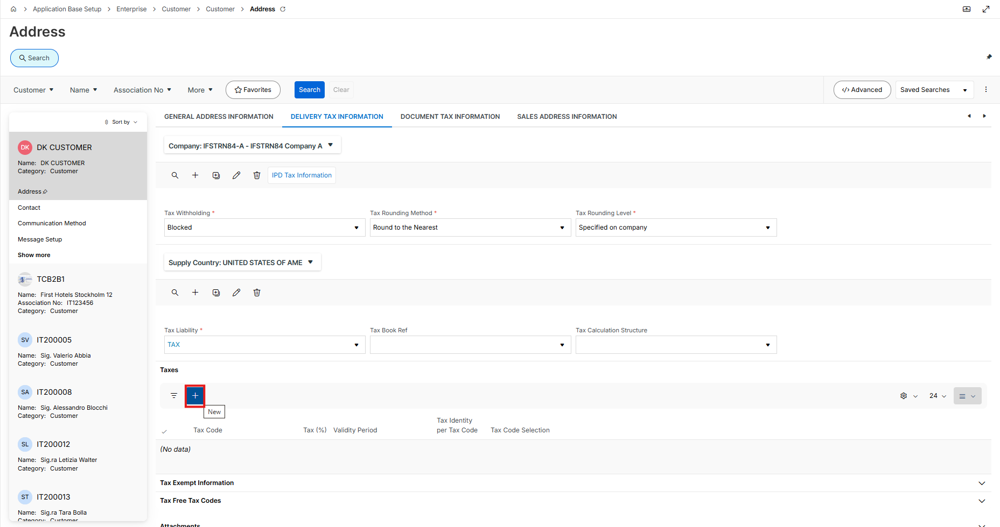 Application Base Setup > Enterprise > Customer > Customer > Address
Address
Search
Customer Name Association No More Favorites Search Clear </> Advanced Saved Searches
Sort by
DK DK CUSTOMER
Name: DK CUSTOMER
Category: Customer
Address
Contact
Communication Method
Message Setup
Show more
TCB2B1
Name: First Hotels Stockholm 12
Association No: IT123456
Category: Customer
SV IT200005
Name: Sig. Valerio Abbia
Category: Customer
SA IT200008
Name: Sig. Alessandro Blocchi
Category: Customer
SL IT200012
Name: Sig.ra Letizia Walter
Category: Customer
ST IT200013
Name: Sig.ra Tara Bolla
Category: Customer
GENERAL ADDRESS INFORMATION DELIVERY TAX INFORMATION DOCUMENT TAX INFORMATION SALES ADDRESS INFORMATION
Company: IFSTRN84-A - IFSTRN84 Company A
IPD Tax Information
Tax Withholding * Tax Rounding Method * Tax Rounding Level *
Blocked Round to the Nearest Specified on company
Supply Country: UNITED STATES OF AME
Tax Liability * Tax Book Ref Tax Calculation Structure
TAX
Taxes
24
New
Tax Code Tax (%) Validity Period Tax Identity per Tax Code Tax Code Selection
(No data)
Tax Exempt Information
Tax Free Tax Codes
Attachments